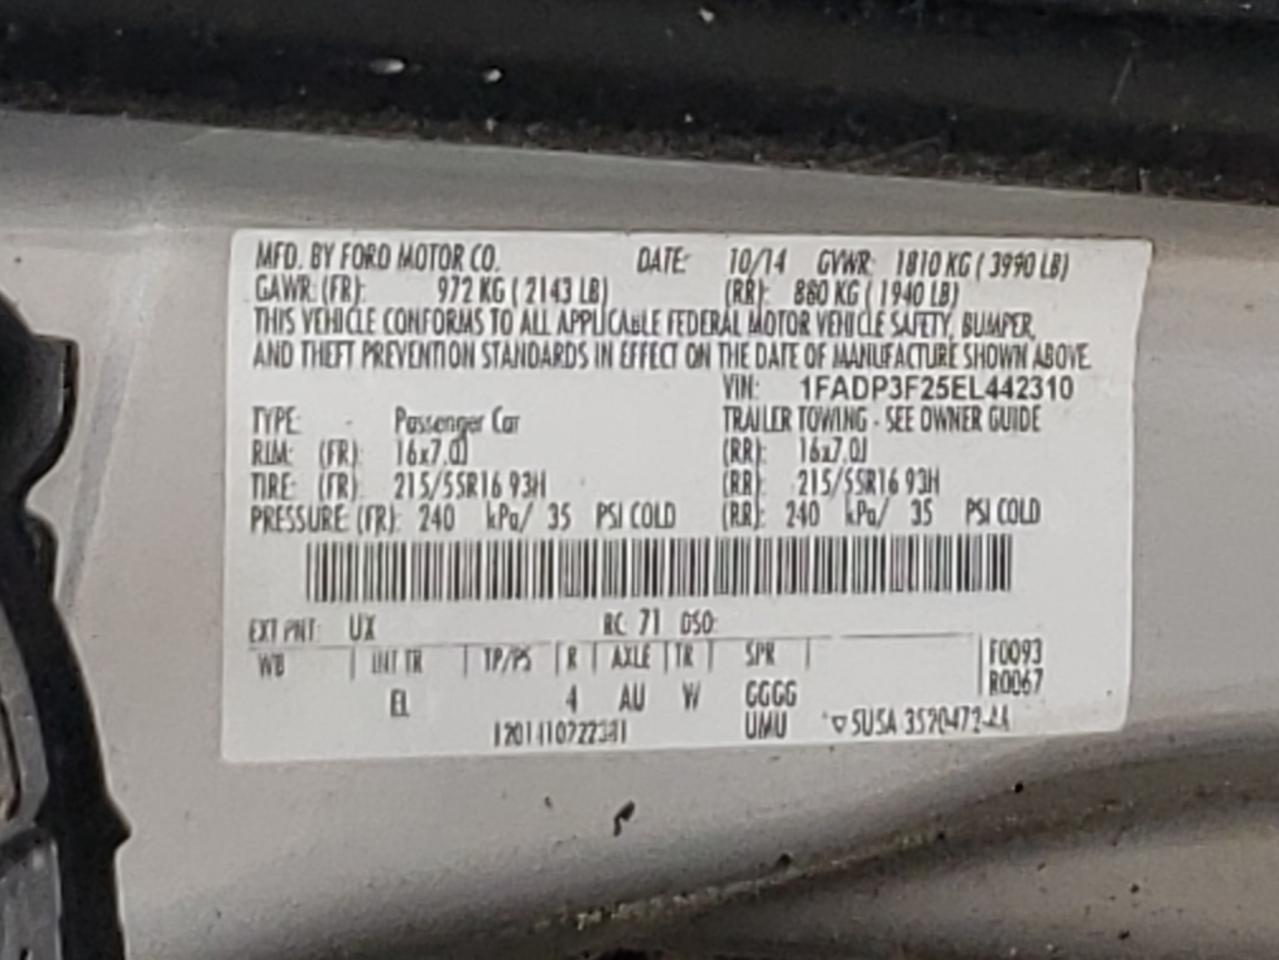 MFD. BY FORD MOTOR CO. DATE: 10/14 GVWR: 1810 KG ( 3990 LB)
GAWR: (FR): 972 KG ( 2143 LB) (RR): 880 KG ( 1940 LB)
THIS VEHICLE CONFORMS TO ALL APPLICABLE FEDERAL MOTOR VEHICLE SAFETY, BUMPER,
AND THEFT PREVENTION STANDARDS IN EFFECT ON THE DATE OF MANUFACTURE SHOWN ABOVE.
VIN: 1FADP3F25EL442310
TYPE: - Passenger Car TRAILER TOWING - SEE OWNER GUIDE
RIM: (FR): 16x7.0J (RR): 16x7.0J
TIRE: (FR): 215/55R16 93H (RR): 215/55R16 93H
PRESSURE: (FR): 240 kPa/ 35 PSI COLD (RR): 240 kPa/ 35 PSI COLD
EXT PNT: UX RC: 71 DSO:
WB INT TR TP/PS R AXLE TR SPR F0093
EL 4 AU W GGGG R0067
UMU